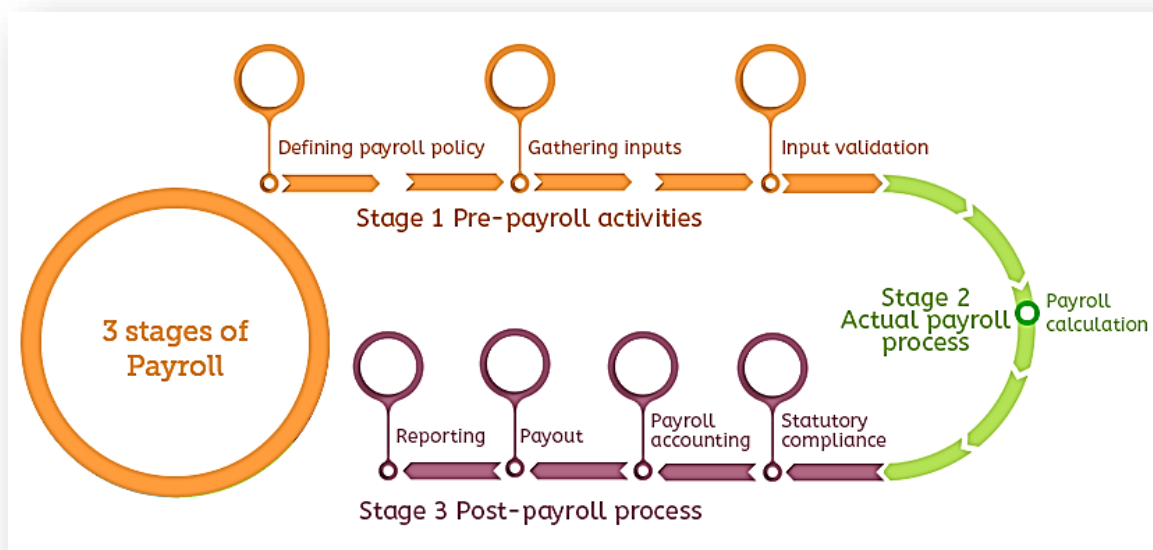 Defining payroll policy
Gathering inputs
Input validation
Stage 1 Pre-payroll activities
3 stages of
Payroll
Stage 2
Actual payroll
process
Payroll
calculation
Statutory
compliance
Payroll
accounting
Payout
Reporting
Stage 3 Post-payroll process